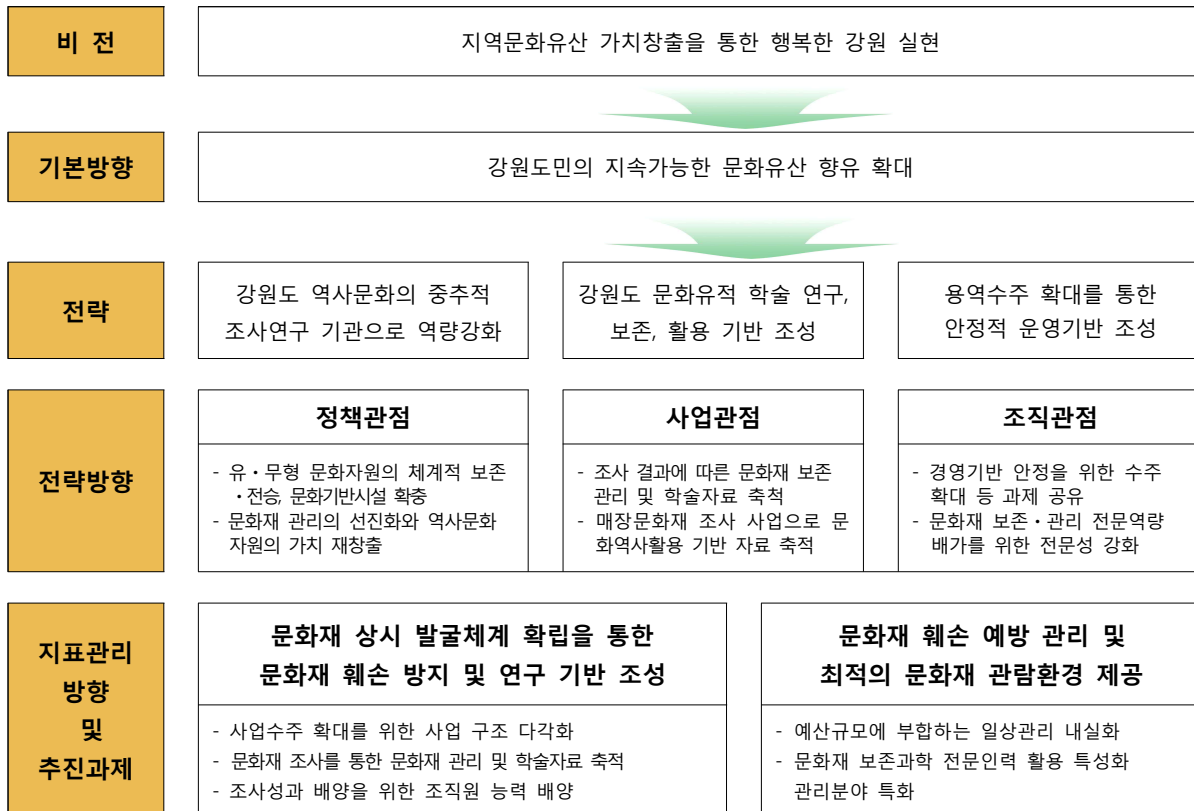 비 전
지역문화유산 가치창출을 통한 행복한 강원 실현
기본방향
강원도민의 지속가능한 문화유산 향유 확대
전략
강원도 역사문화의 중추적
조사연구 기관으로 역량강화
강원도 문화유적 학술 연구,
보존, 활용 기반 조성
용역수주 확대를 통한
안정적 운영기반 조성
전략방향
정책관점
- 유・무형 문화자원의 체계적 보존
・전승, 문화기반시설 확충
- 문화재 관리의 선진화와 역사문화
자원의 가치 재창출
사업관점
- 조사 결과에 따른 문화재 보존
관리 및 학술자료 축척
- 매장문화재 조사 사업으로 문
화역사활용 기반 자료 축적
조직관점
- 경영기반 안정을 위한 수주
확대 등 과제 공유
- 문화재 보존・관리 전문역량
배가를 위한 전문성 강화
지표관리
방향
및
추진과제
문화재 상시 발굴체계 확립을 통한
문화재 훼손 방지 및 연구 기반 조성
- 사업수주 확대를 위한 사업 구조 다각화
- 문화재 조사를 통한 문화재 관리 및 학술자료 축적
- 조사성과 배양을 위한 조직원 능력 배양
문화재 훼손 예방 관리 및
최적의 문화재 관람환경 제공
- 예산규모에 부합하는 일상관리 내실화
- 문화재 보존과학 전문인력 활용 특성화
관리분야 특화